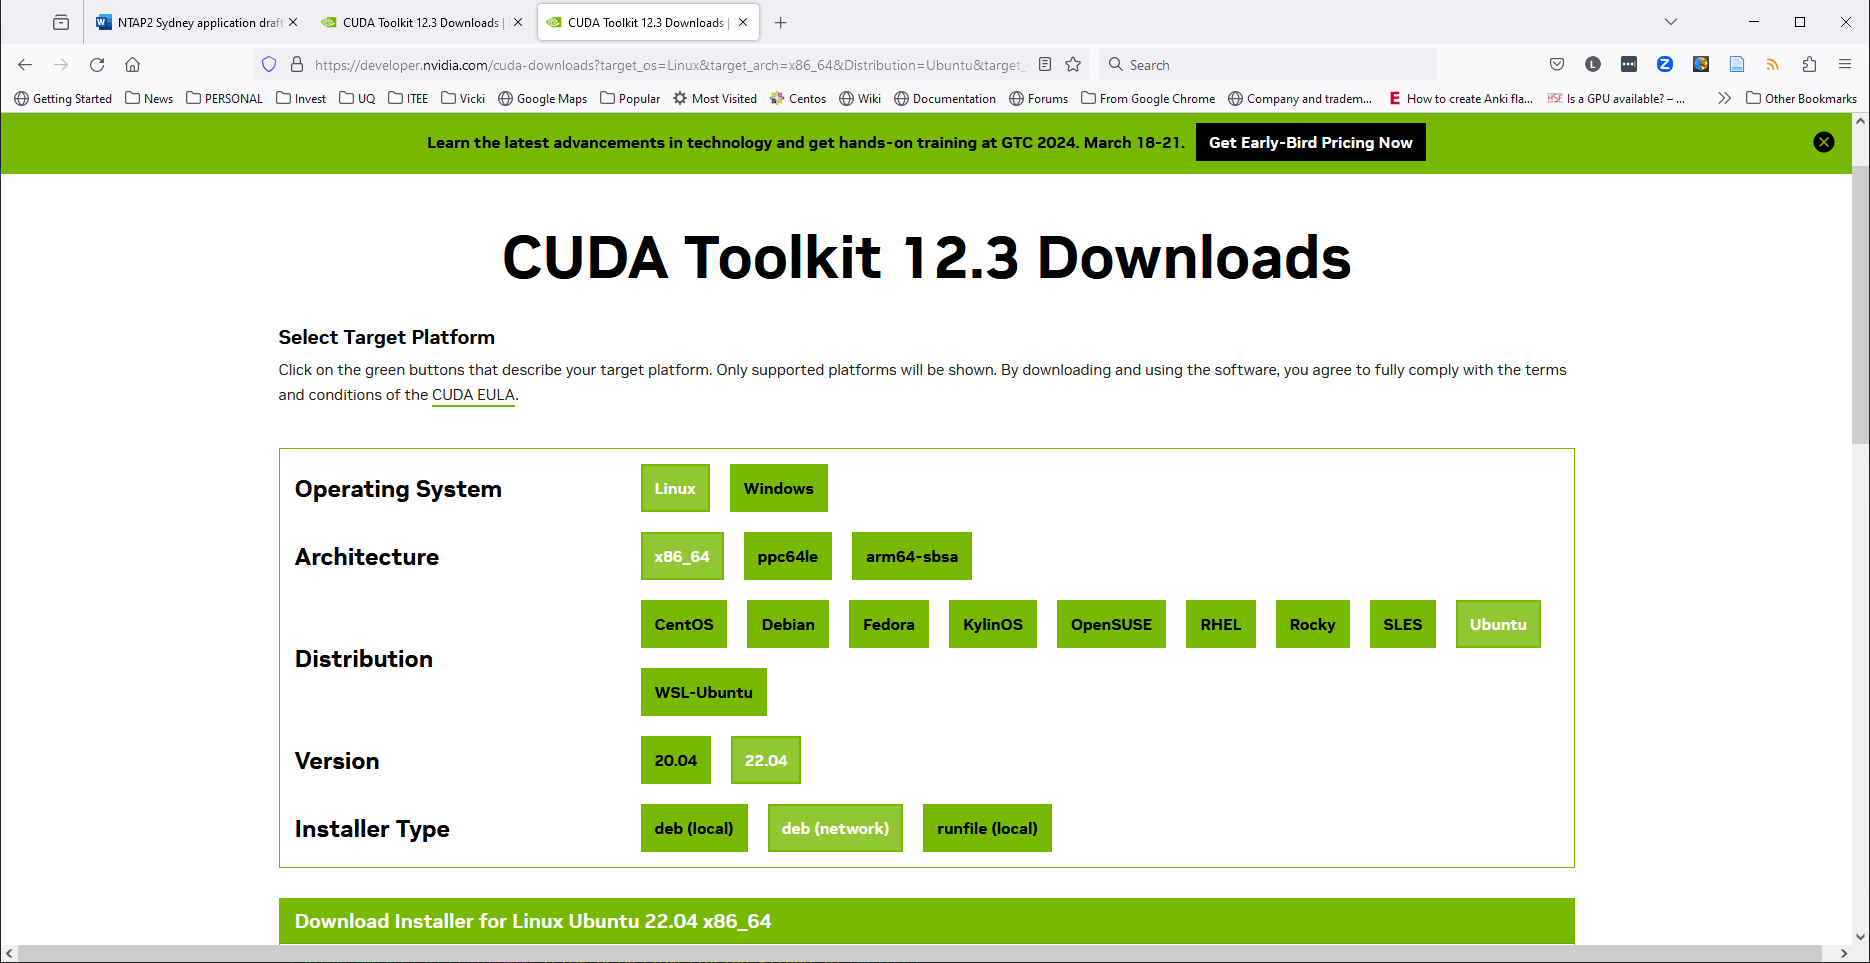 NTAP2 Sydney application draft
CUDA Toolkit 12.3 Downloads |
CUDA Toolkit 12.3 Downloads |
https://developer.nvidia.com/cuda-downloads?target_os=Linux&target_arch=x86_64&Distribution=Ubuntu&target_
Search
Getting Started News PERSONAL Invest UQ ITEE Vicki Google Maps Popular Most Visited Centos Wiki Documentation Forums From Google Chrome Company and tradem... How to create Anki fla... Is a GPU available? – ... Other Bookmarks
Learn the latest advancements in technology and get hands-on training at GTC 2024. March 18-21. Get Early-Bird Pricing Now
CUDA Toolkit 12.3 Downloads
Select Target Platform
Click on the green buttons that describe your target platform. Only supported platforms will be shown. By downloading and using the software, you agree to fully comply with the terms
and conditions of the CUDA EULA.
Operating System Linux Windows
Architecture x86_64 ppc64le arm64-sbsa
Distribution CentOS Debian Fedora KylinOS OpenSUSE RHEL Rocky SLES Ubuntu
WSL-Ubuntu
Version 20.04 22.04
Installer Type deb (local) deb (network) runfile (local)
Download Installer for Linux Ubuntu 22.04 x86_64